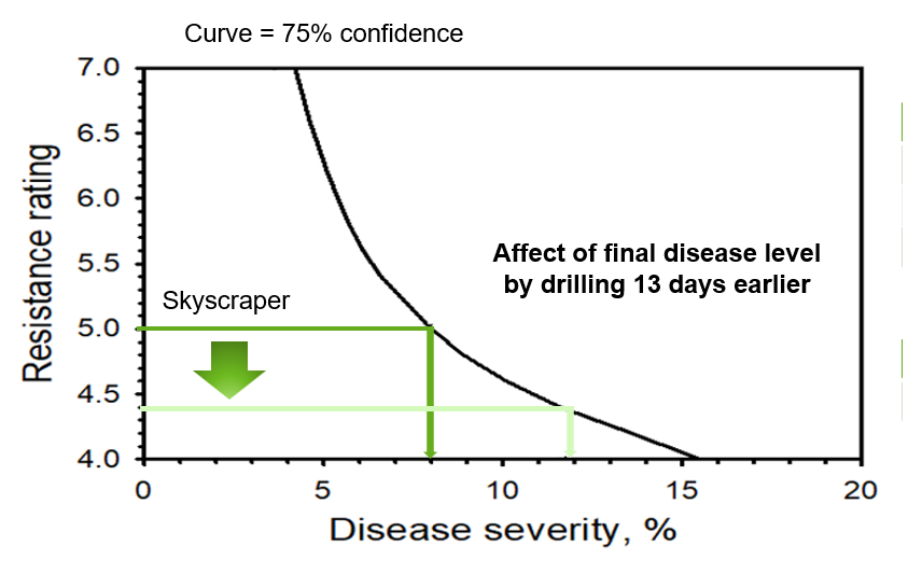 Curve = 75% confidence
7.0
6.5
6.0
5.5
5.0
4.5
4.0
Resistance rating
Skyscraper
Affect of final disease level
by drilling 13 days earlier
0 5 10 15 20
Disease severity, %